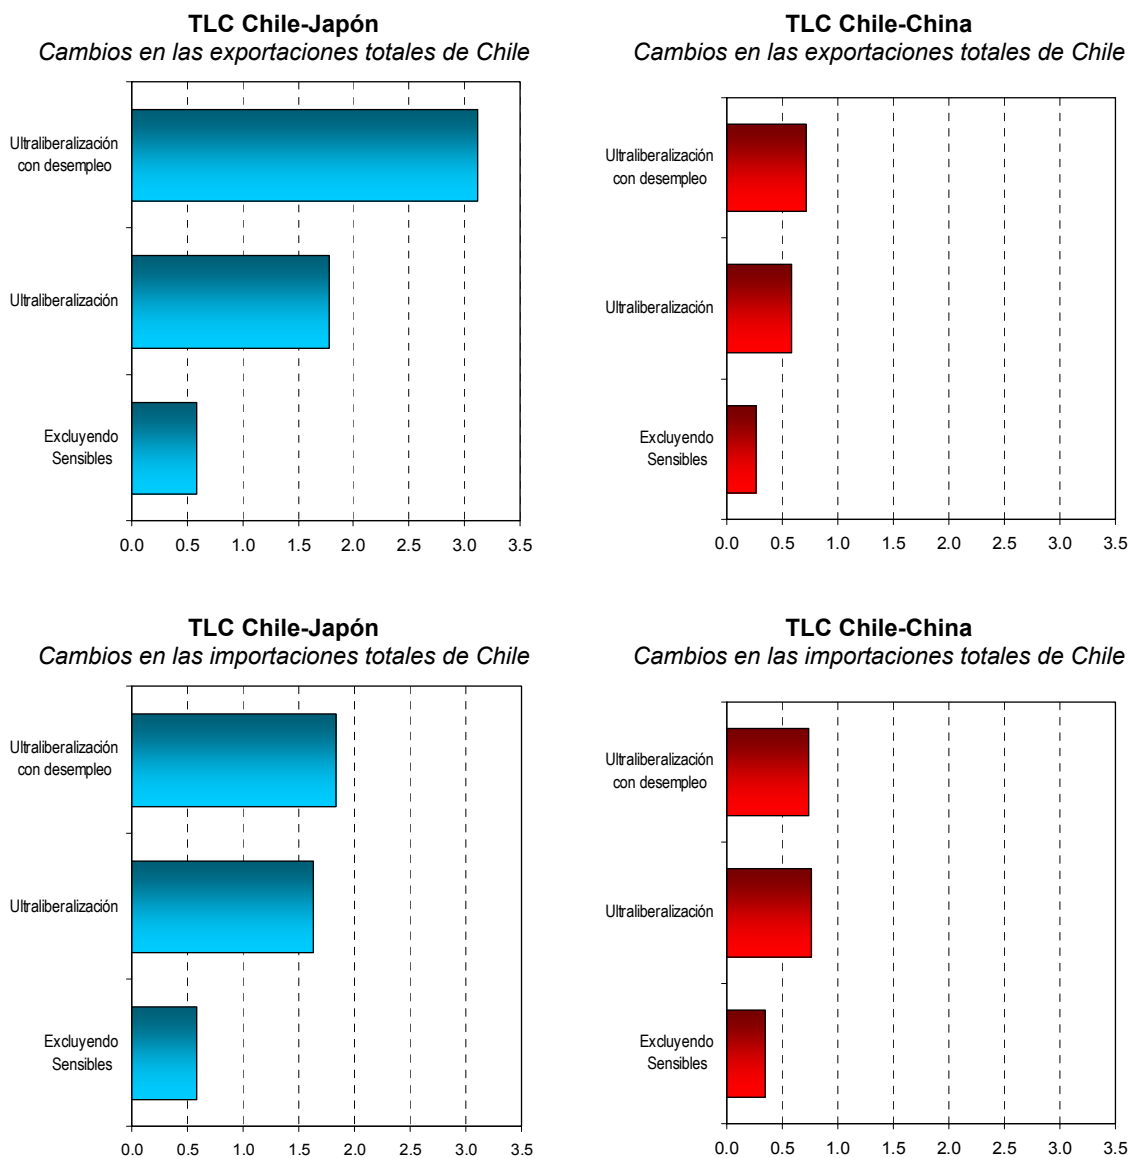 TLC Chile-Japón
Cambios en las exportaciones totales de Chile
Ultraliberalización
con desempleo
Ultraliberalización
Excluyendo
Sensibles
0.0 0.5 1.0 1.5 2.0 2.5 3.0 3.5
TLC Chile-China
Cambios en las exportaciones totales de Chile
Ultraliberalización
con desempleo
Ultraliberalización
Excluyendo
Sensibles
0.0 0.5 1.0 1.5 2.0 2.5 3.0 3.5
TLC Chile-Japón
Cambios en las importaciones totales de Chile
Ultraliberalización
con desempleo
Ultraliberalización
Excluyendo
Sensibles
0.0 0.5 1.0 1.5 2.0 2.5 3.0 3.5
TLC Chile-China
Cambios en las importaciones totales de Chile
Ultraliberalización
con desempleo
Ultraliberalización
Excluyendo
Sensibles
0.0 0.5 1.0 1.5 2.0 2.5 3.0 3.5